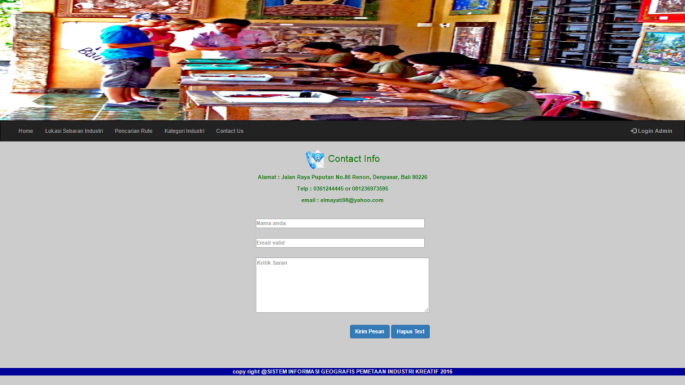 Home Lokasi Sebaran Industri Pencarian Rute Kategori Industri Contact Us Login Admin
Contact Info
Alamat : Jalan Raya Puputan No.86 Renon, Denpasar, Bali 80226
Telp : 0361244445 or 081236973595
email : elmayati98@yahoo.com
Nama anda
Email valid
Kritik Saran
Kirim Pesan Hapus Text
copy right @SISTEM INFORMASI GEOGRAFIS PEMETAAN INDUSTRI KREATIF 2016